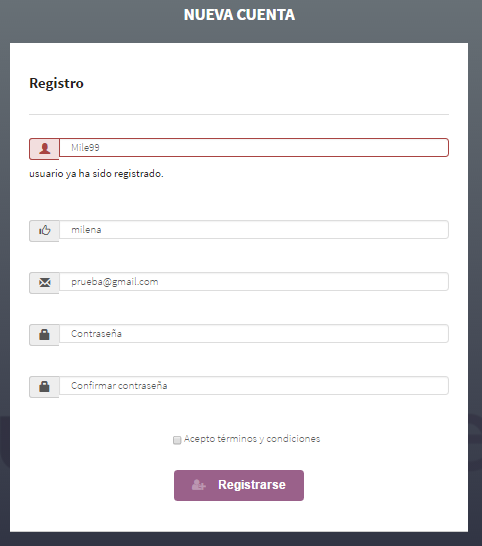 NUEVA CUENTA
Registro
Mile99
usuario ya ha sido registrado.
milena
prueba@gmail.com
Contraseña
Confirmar contraseña
Acepto términos y condiciones
Registrarse